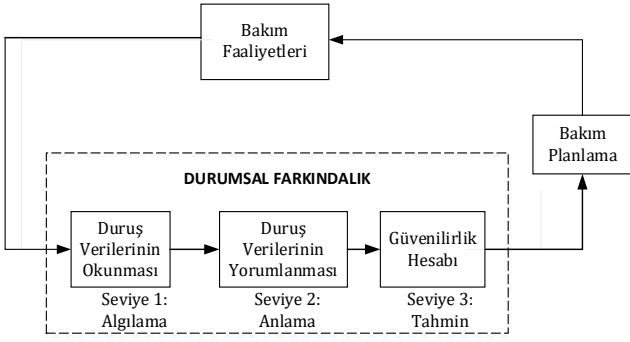 Bakım
Faaliyetleri
Bakım
Planlama
DURUMSAL FARKINDALIK
Duruş
Verilerinin
Okunması
Duruş
Verilerinin
Yorumlanması
Güvenilirlik
Hesabı
Seviye 1:
Algılama
Seviye 2:
Anlama
Seviye 3:
Tahmin